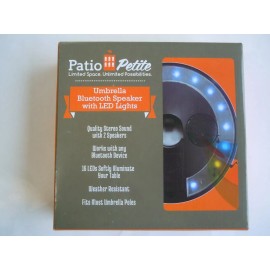 Patio Petite
Limited Space. Unlimited Possibilities.
Umbrella
Bluetooth Speaker
with LED Lights
Quality Stereo Sound
with 2 Speakers
Works with any
Bluetooth Device
16 LEDs Softly Illuminate
Your Table
Weather Resistant
Fits Most Umbrella Poles